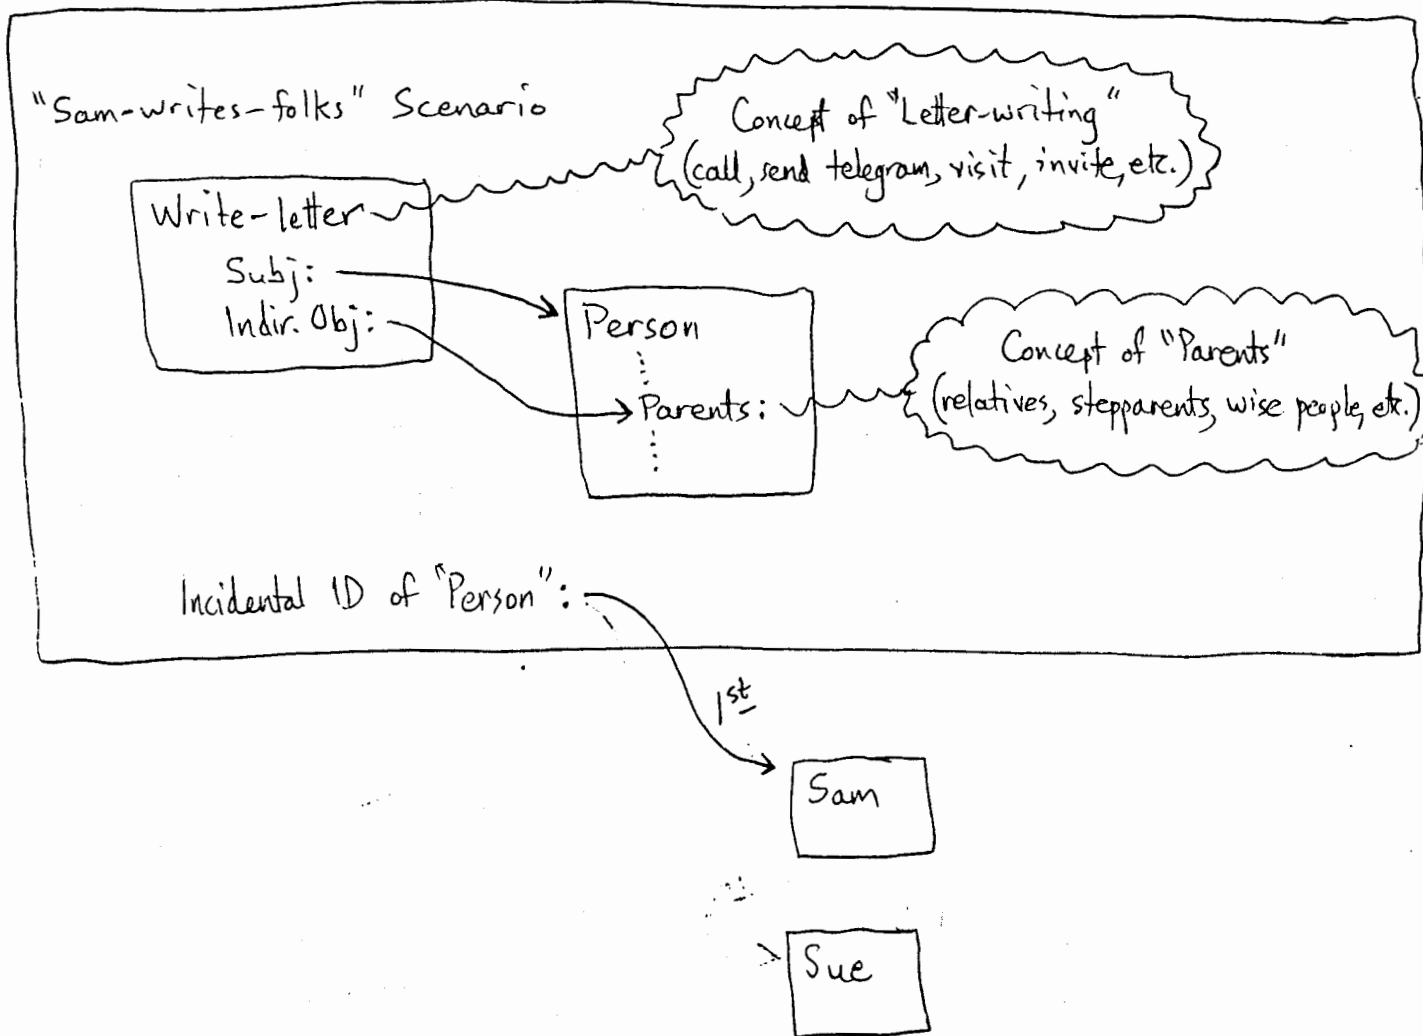 "Sam-writes-folks" Scenario
Concept of "Letter-writing"
(call, send telegram, visit, invite, etc.)
Write-letter
Subj:
Indir. Obj:
Person
Parents:
Concept of "Parents"
(relatives, stepparents, wise people, etc.)
Incidental ID of "Person":
1st
Sam
Sue